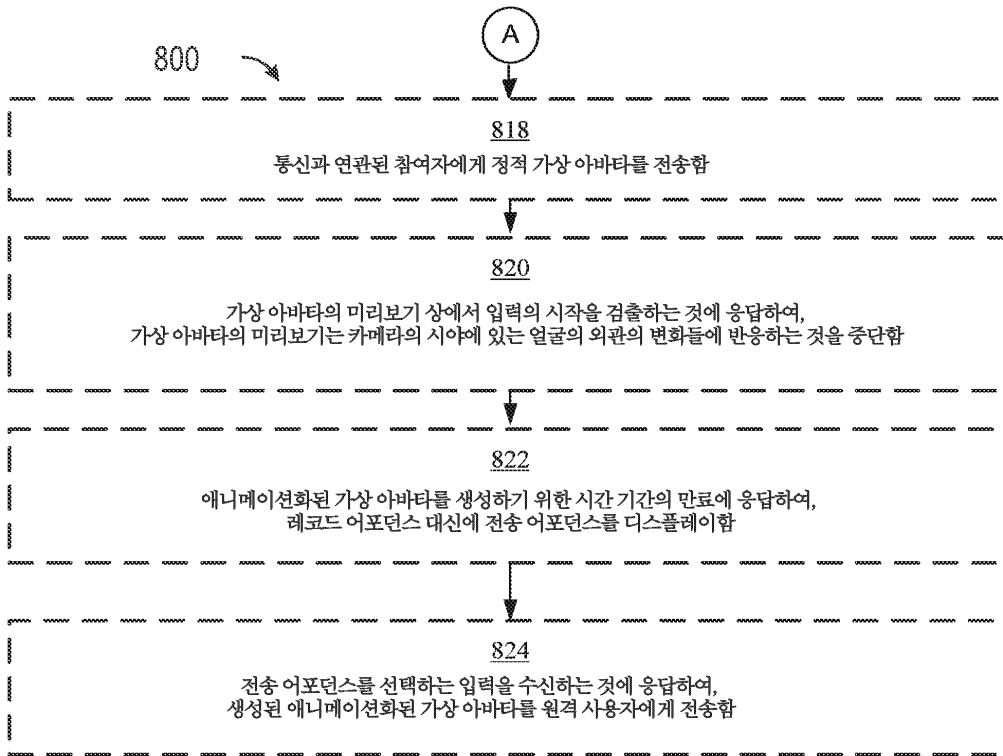 A
800
818
통신과 연관된 참여자에게 정적 가상 아바타를 전송함
820
가상 아바타의 미리보기 상에서 입력의 시작을 검출하는 것에 응답하여,
가상 아바타의 미리보기는 카메라의 시야에 있는 얼굴의 외관의 변화들에 반응하는 것을 중단함
822
애니메이션화된 가상 아바타를 생성하기 위한 시간 기간의 만료에 응답하여,
레코드 어포던스 대신에 전송 어포던스를 디스플레이함
824
전송 어포던스를 선택하는 입력을 수신하는 것에 응답하여,
생성된 애니메이션화된 가상 아바타를 원격 사용자에게 전송함